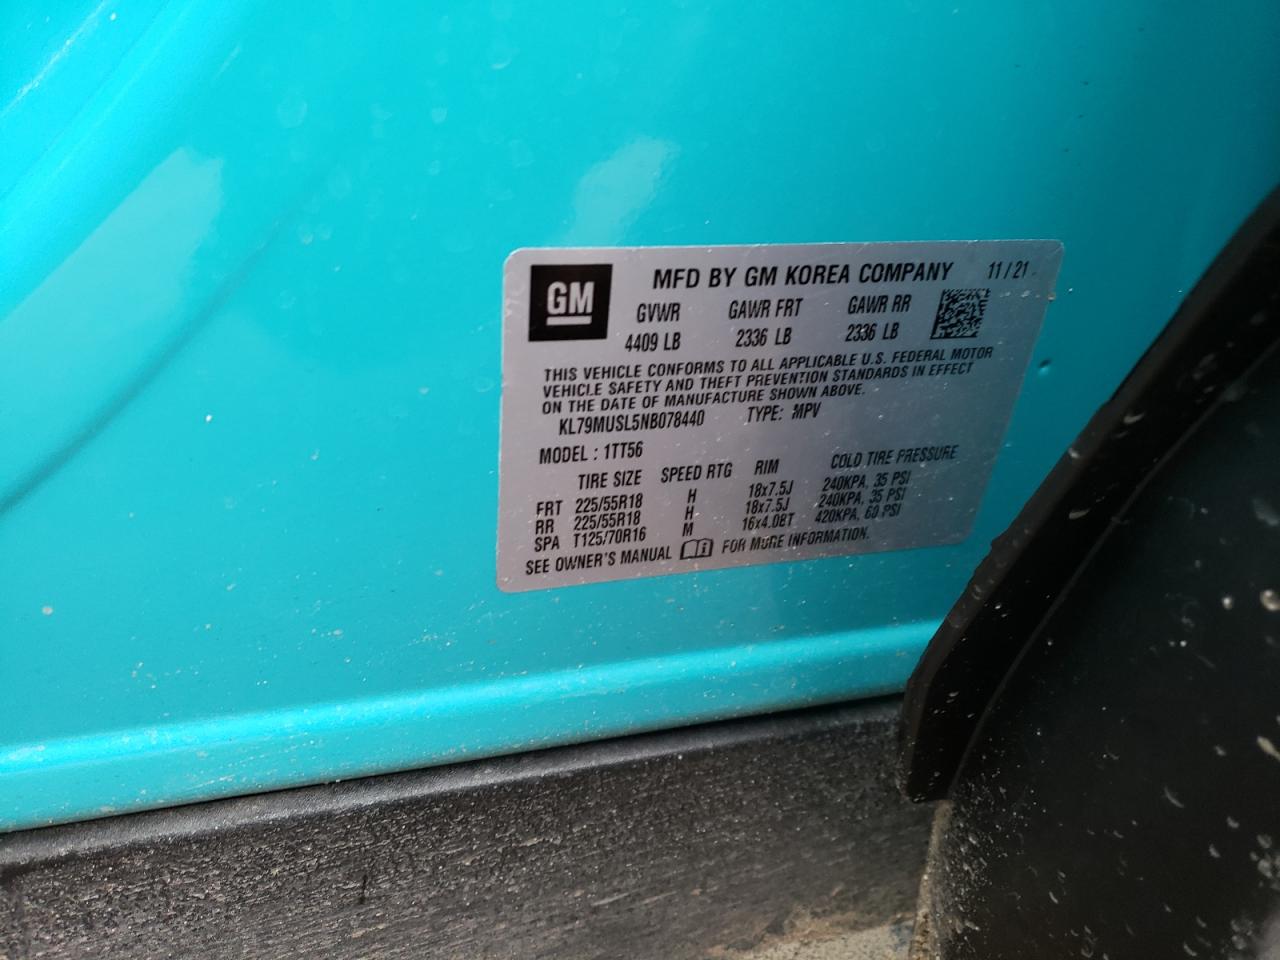 GM
MFD BY GM KOREA COMPANY 11/21
GVWR GAWR FRT GAWR RR
4409 LB 2336 LB 2336 LB
THIS VEHICLE CONFORMS TO ALL APPLICABLE U.S. FEDERAL MOTOR
VEHICLE SAFETY AND THEFT PREVENTION STANDARDS IN EFFECT
ON THE DATE OF MANUFACTURE SHOWN ABOVE.
KL79MUSL5NB078440 TYPE: MPV
MODEL : 1TT56
TIRE SIZE SPEED RTG RIM COLD TIRE PRESSURE
FRT 225/55R18 H 18x7.5J 240KPA, 35 PSI
RR 225/55R18 H 18x7.5J 240KPA, 35 PSI
SPA T125/70R16 M 16x4.0BT 420KPA, 60 PSI
SEE OWNER'S MANUAL FOR MORE INFORMATION.